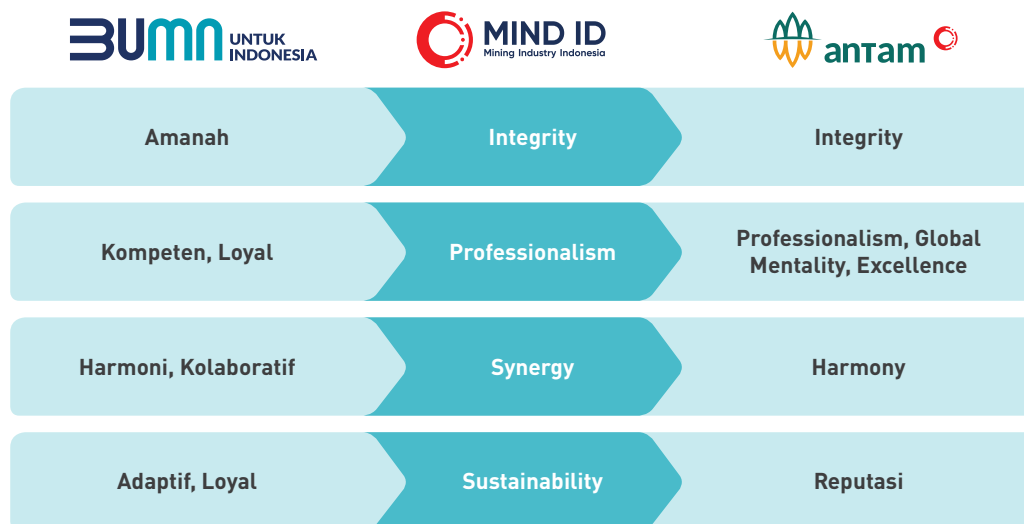 BUMN UNTUK
INDONESIA
MIND ID
Mining Industry Indonesia
antam
Amanah
Integrity
Integrity
Kompeten, Loyal
Professionalism
Professionalism, Global
Mentality, Excellence
Harmoni, Kolaboratif
Synergy
Harmony
Adaptif, Loyal
Sustainability
Reputasi